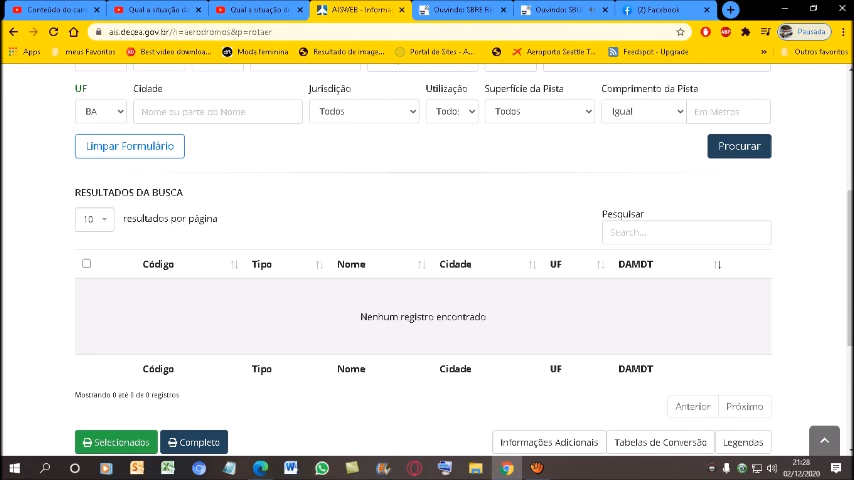 Conteúdo do can
Qual a situação d
Qual a situação d
AISWEB - Informa
Ouvindo: SBRE R
Ouvindo: SBU
(2) Facebook
ais.decea.gov.br/?i=aerodromos&p=rotaer
Pausada
Apps
meus Favoritos
Best video downloa...
Moda feminina
Resultado de image...
Portal de Sites - A...
Aeroporto Seattle T...
Feedspot - Upgrade
Outros favoritos
UF
Cidade
Jurisdição
Utilização
Superfície da Pista
Comprimento da Pista
BA
Nome ou parte do Nome
Todos
Todos
Todos
Igual
Em Metros
Limpar Formulário
Procurar
RESULTADOS DA BUSCA
10
resultados por página
Pesquisar
Search...
Código
Tipo
Nome
Cidade
UF
DAMDT
Nenhum registro encontrado
Código
Tipo
Nome
Cidade
UF
DAMDT
Mostrando 0 até 0 de 0 registros
Anterior
Próximo
Selecionados
Completo
Informações Adicionais
Tabelas de Conversão
Legendas
21:28
02/12/2020